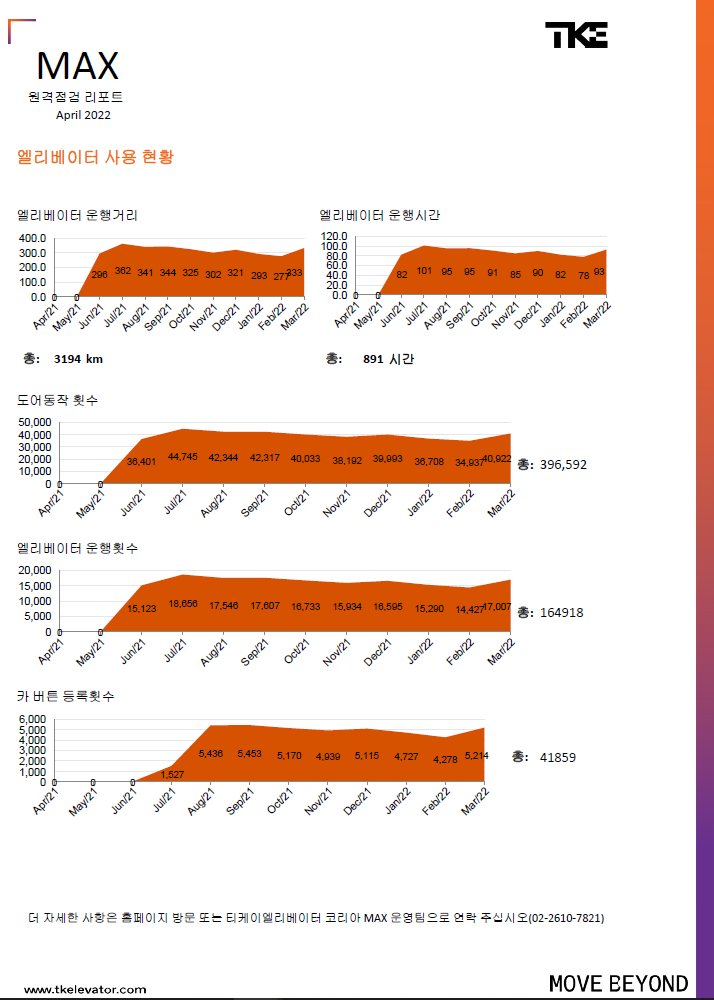 TKE
MAX
원격점검 리포트
April 2022
엘리베이터 사용 현황
엘리베이터 운행거리
400.0
300.0
200.0
100.0
0.0
0 0 296 362 341 344 325 302 321 293 277 333
Apr/21 May/21 Jun/21 Jul/21 Aug/21 Sep/21 Oct/21 Nov/21 Dec/21 Jan/22 Feb/22 Mar/22
총: 3194 km
엘리베이터 운행시간
120.0
100.0
80.0
60.0
40.0
20.0
0.0
0 0 82 101 95 95 91 85 90 82 78 93
Apr/21 May/21 Jun/21 Jul/21 Aug/21 Sep/21 Oct/21 Nov/21 Dec/21 Jan/22 Feb/22 Mar/22
총: 891 시간
도어동작 횟수
50,000
40,000
30,000
20,000
10,000
0
0 0 36,401 44,745 42,344 42,317 40,033 38,192 39,993 36,708 34,937 40,922
Apr/21 May/21 Jun/21 Jul/21 Aug/21 Sep/21 Oct/21 Nov/21 Dec/21 Jan/22 Feb/22 Mar/22
총: 396,592
엘리베이터 운행횟수
20,000
15,000
10,000
5,000
0
0 0 15,123 18,656 17,546 17,607 16,733 15,934 16,595 15,290 14,427 17,007
Apr/21 May/21 Jun/21 Jul/21 Aug/21 Sep/21 Oct/21 Nov/21 Dec/21 Jan/22 Feb/22 Mar/22
총: 164918
카 버튼 등록횟수
6,000
5,000
4,000
3,000
2,000
1,000
0
0 0 0 1,527 5,436 5,453 5,170 4,939 5,115 4,727 4,278 5,214
Apr/21 May/21 Jun/21 Jul/21 Aug/21 Sep/21 Oct/21 Nov/21 Dec/21 Jan/22 Feb/22 Mar/22
총: 41859
더 자세한 사항은 홈페이지 방문 또는 티케이엘리베이터 코리아 MAX 운영팀으로 연락 주십시오(02-2610-7821)
www.tkelevator.com
MOVE BEYOND